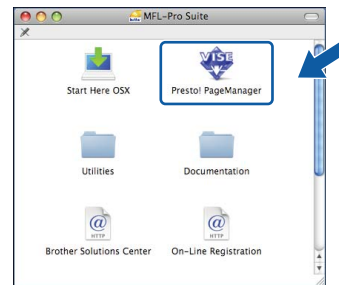 MFL-Pro Suite
VISE
Start Here OSX
Presto! PageManager
Utilities
Documentation
@ @
HTTP HTTP
Brother Solutions Center
On-Line Registration